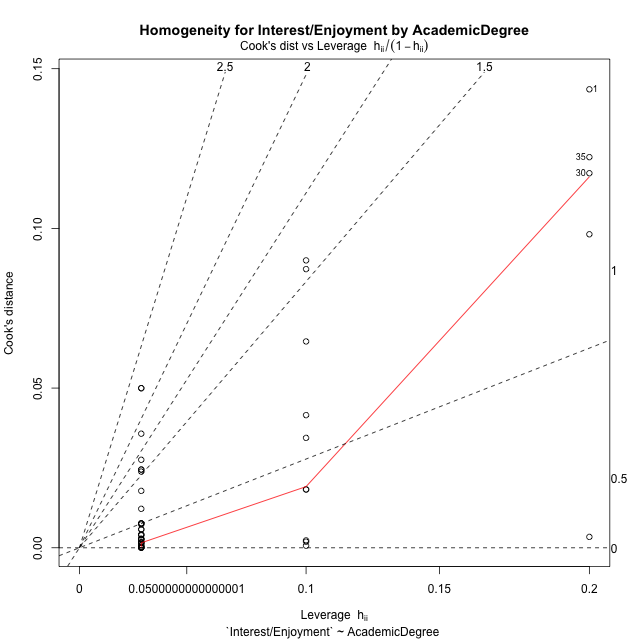 Homogeneity for Interest/Enjoyment by AcademicDegree
Cook's dist vs Leverage hii/(1 − hii)
2.5 2 1.5
0.15
1
35
30
0.10
1
Cook's distance
0.05
0.5
0.00
0
0 0.0500000000000001 0.1 0.15 0.2
Leverage hii
`Interest/Enjoyment` ~ AcademicDegree